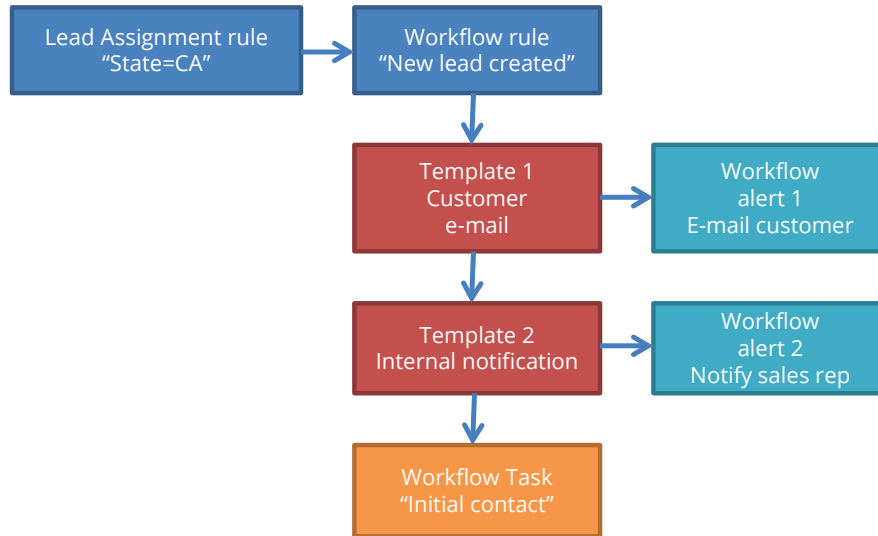 Lead Assignment rule
“State=CA”
Workflow rule
“New lead created”
Template 1
Customer
e-mail
Workflow
alert 1
E-mail customer
Template 2
Internal notification
Workflow
alert 2
Notify sales rep
Workflow Task
“Initial contact”